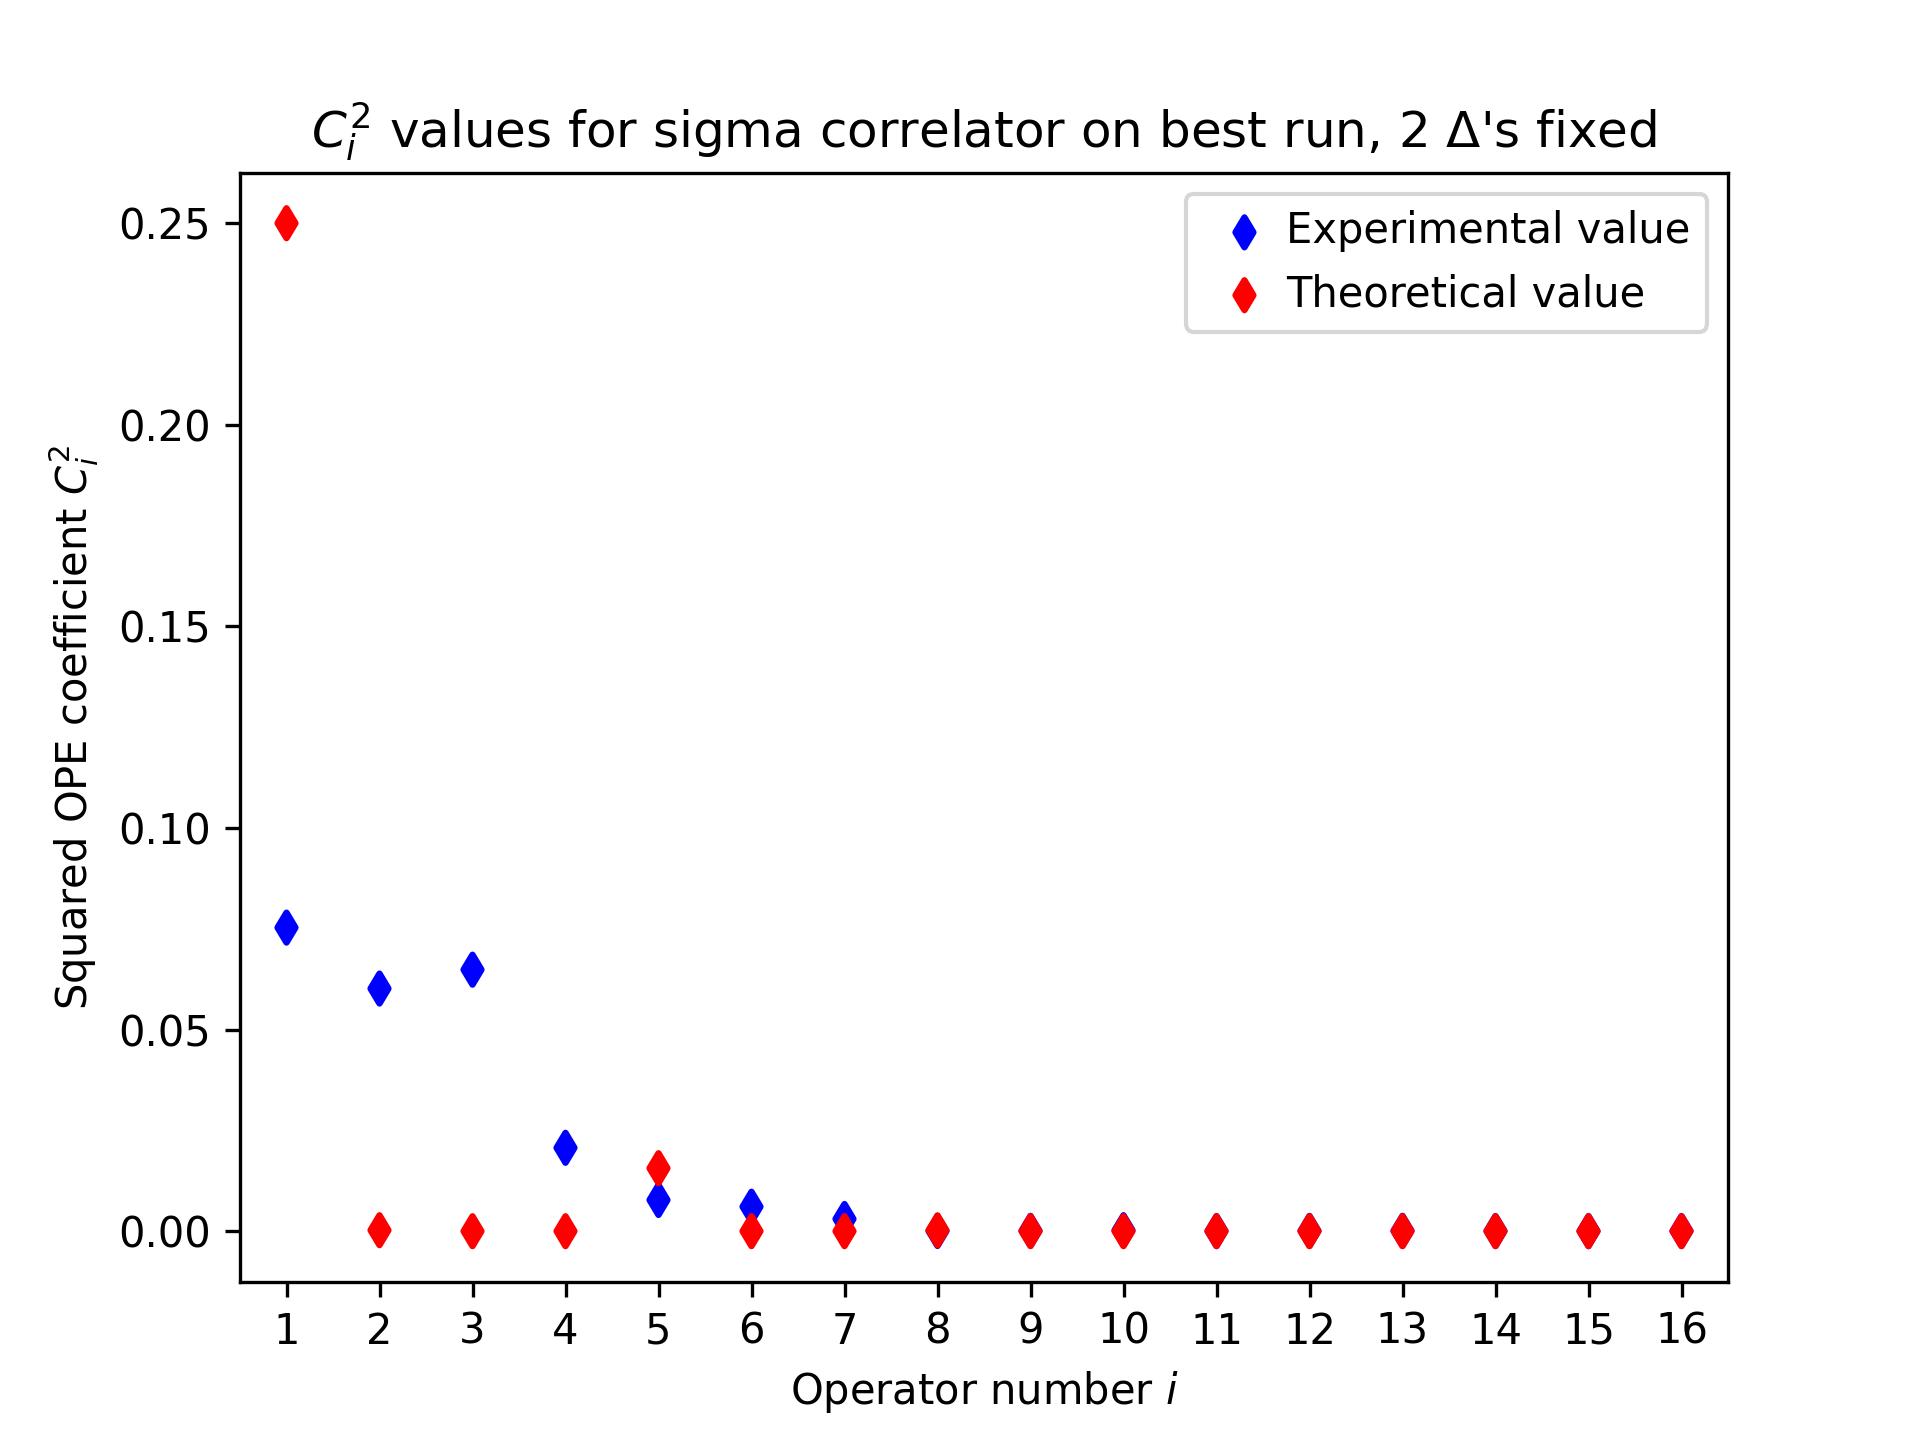 C_i^2 values for sigma correlator on best run, 2 Δ's fixed
Experimental value
Theoretical value
0.25
0.20
0.15
0.10
0.05
0.00
Squared OPE coefficient C_i^2
1 2 3 4 5 6 7 8 9 10 11 12 13 14 15 16
Operator number i